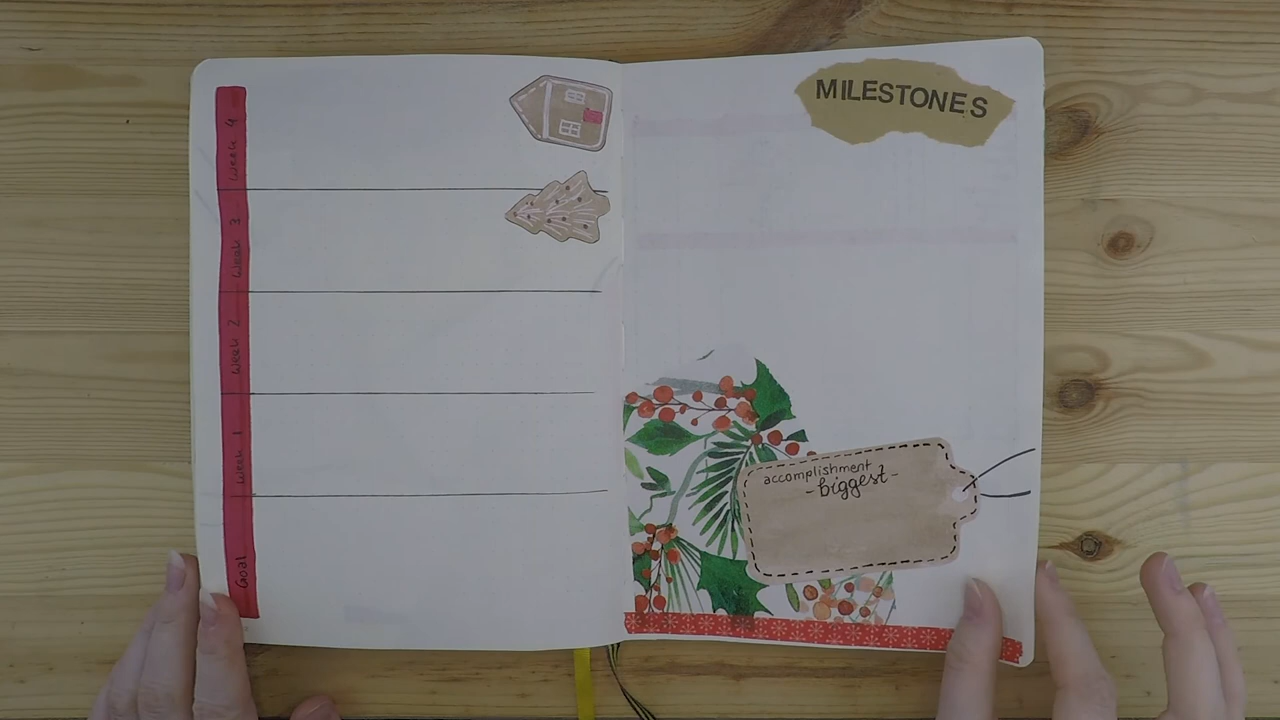 Week 4
Week 3
Week 2
Week 1
Goal
MILESTONES
accomplishment
-biggest-